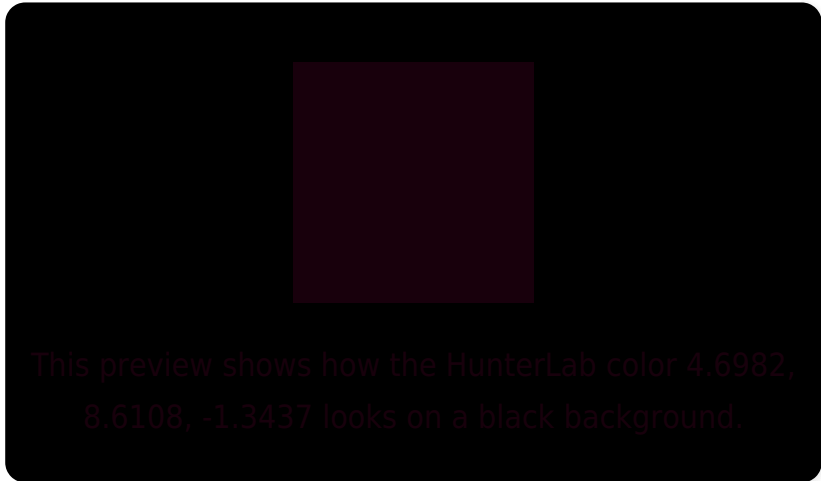 This preview shows how the HunterLab color 4.6982,
8.6108, -1.3437 looks on a black background.